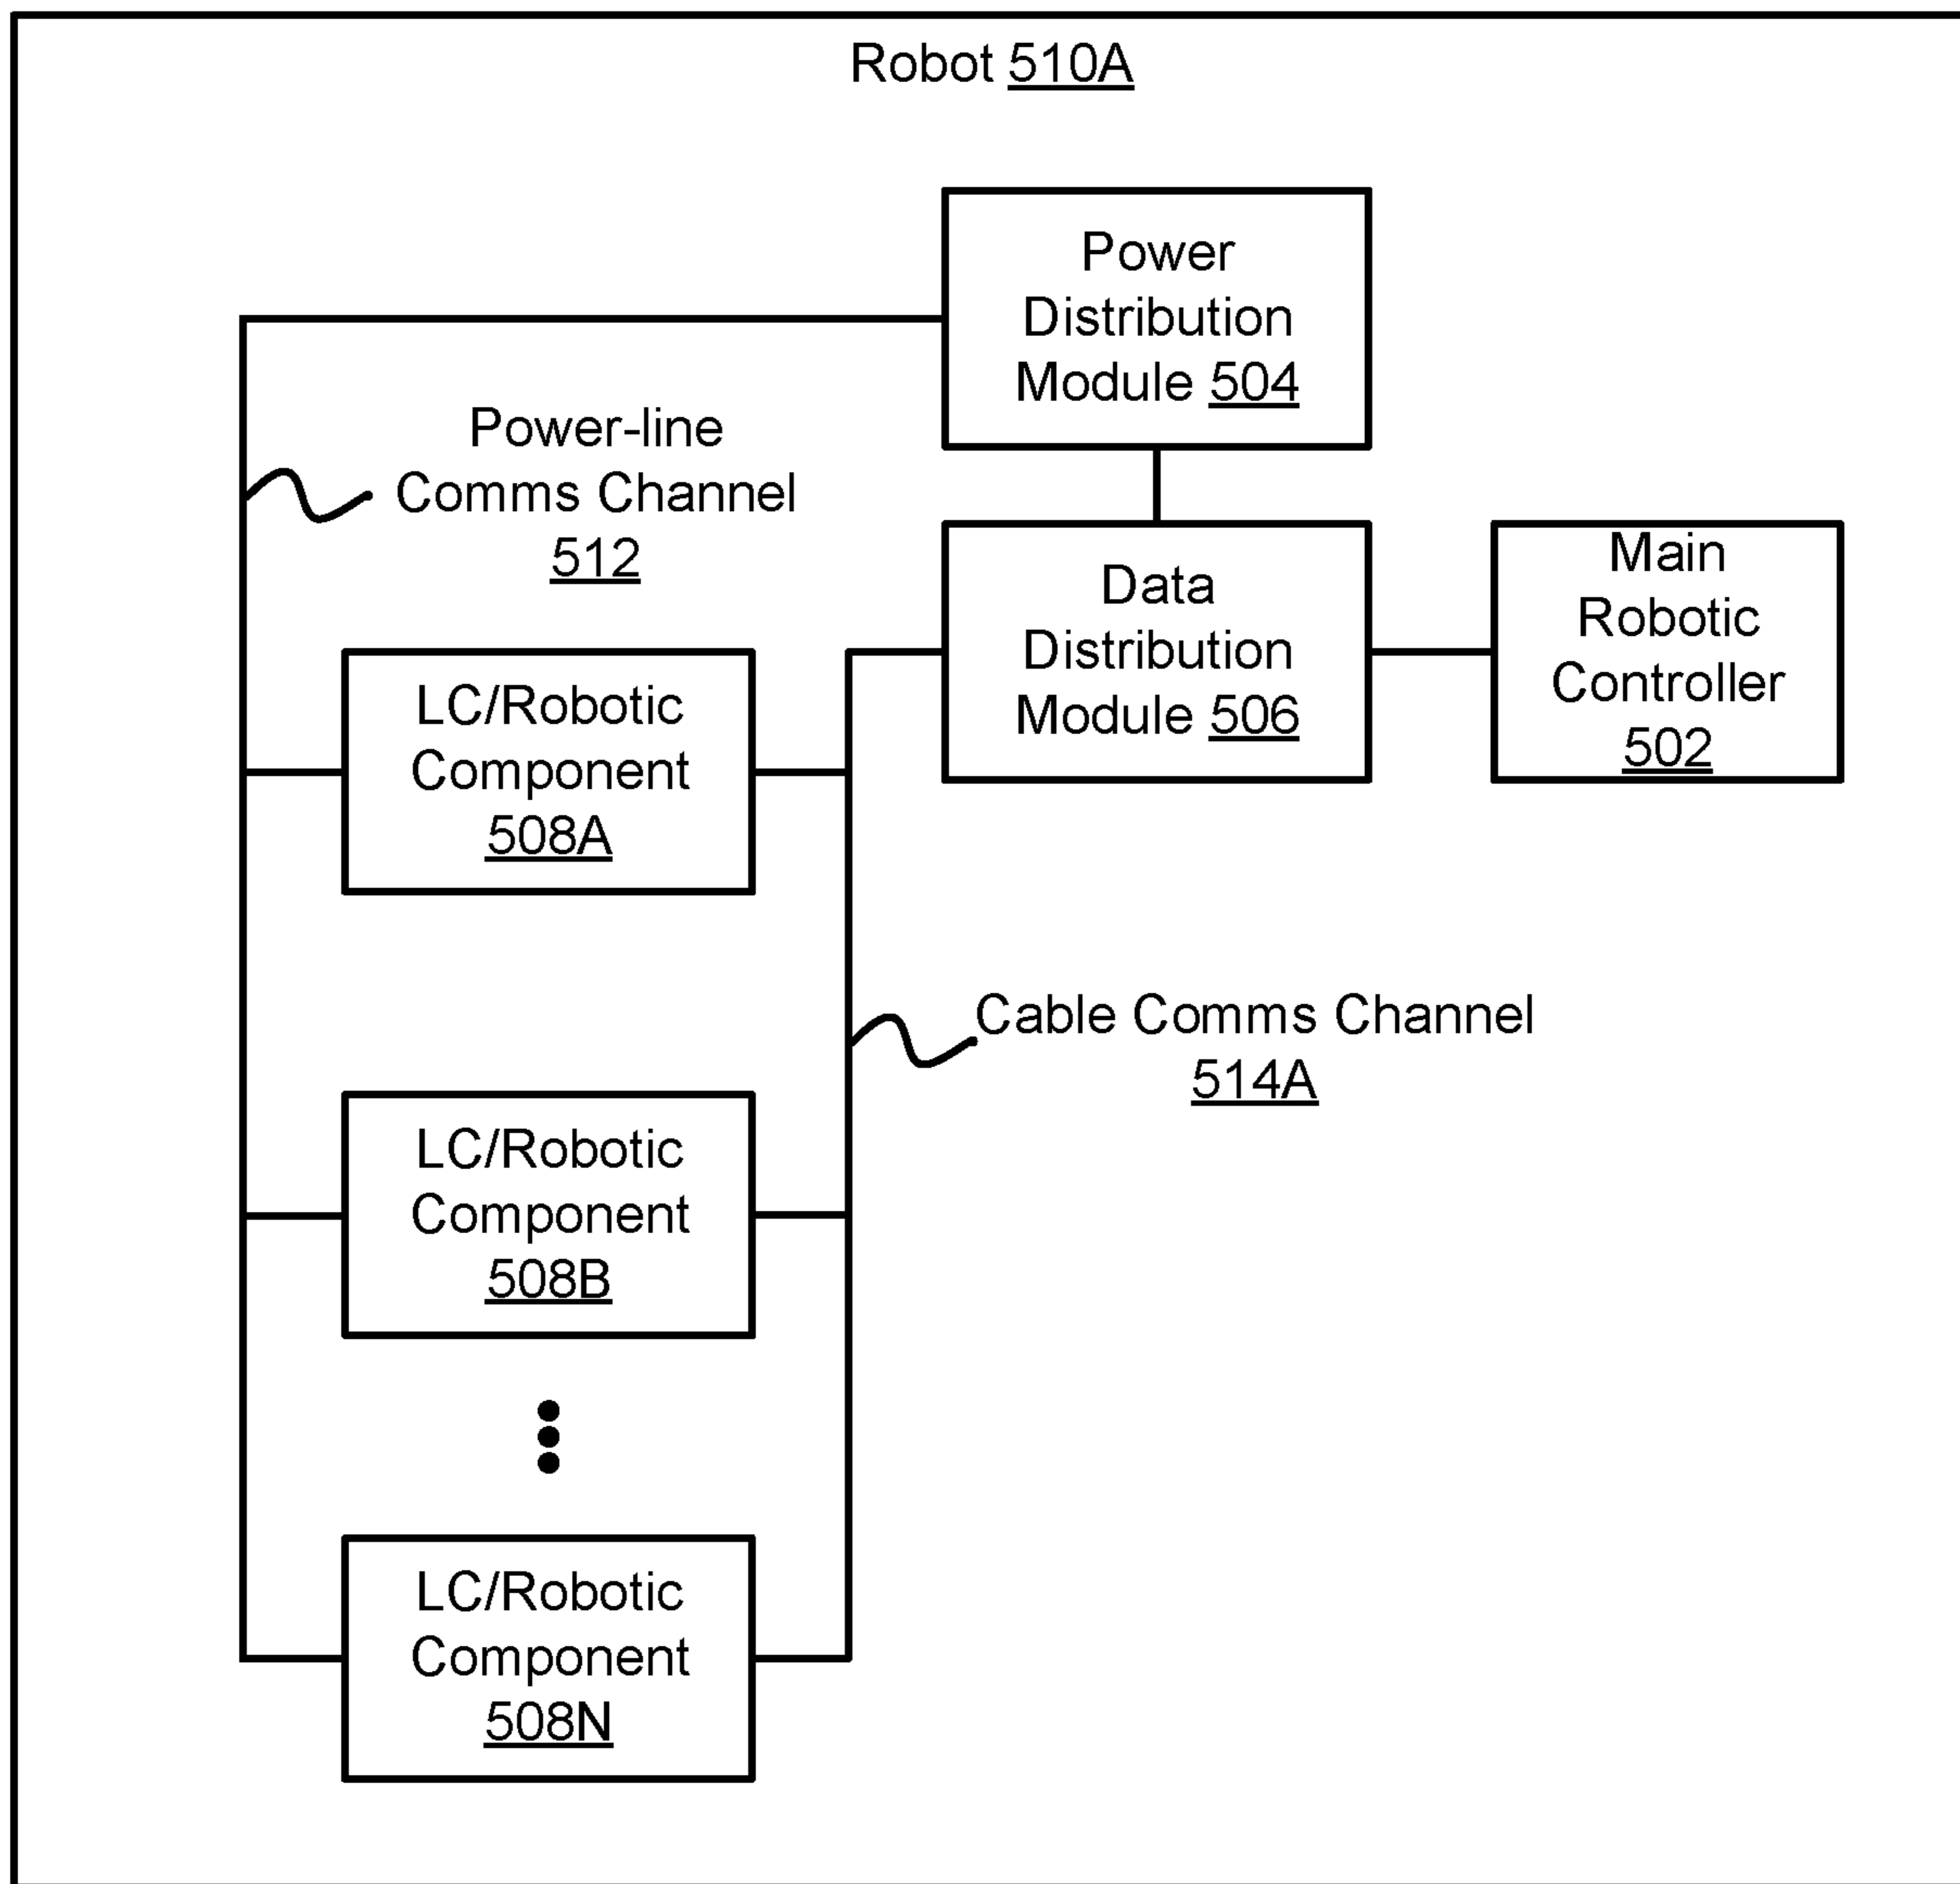 Robot 510A
Power
Distribution
Module 504
Power-line
Comms Channel
512
Data
Distribution
Module 506
Main
Robotic
Controller
502
LC/Robotic
Component
508A
Cable Comms Channel
514A
LC/Robotic
Component
508B
LC/Robotic
Component
508N